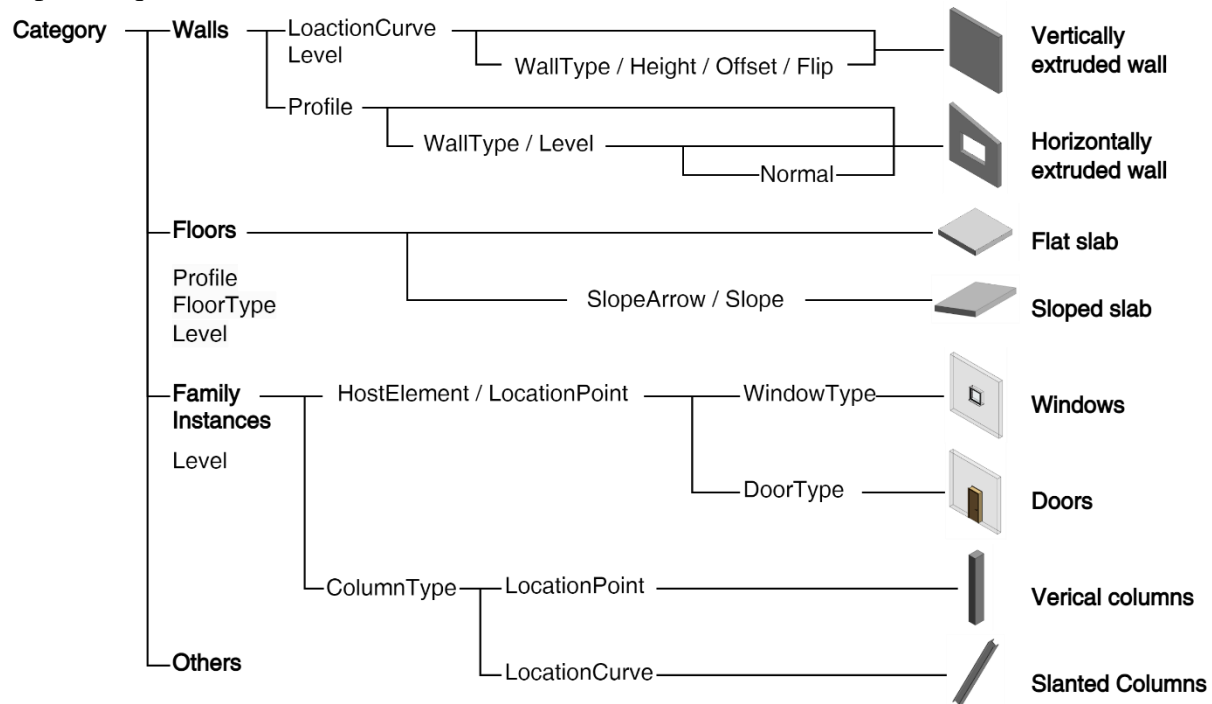 Category
Walls
LoactionCurve
Level
WallType / Height / Offset / Flip
Vertically
extruded wall
Profile
WallType / Level
Normal
Horizontally
extruded wall
Floors
Profile
FloorType
Level
Flat slab
SlopeArrow / Slope
Sloped slab
Family
Instances
Level
HostElement / LocationPoint
WindowType
Windows
DoorType
Doors
ColumnType
LocationPoint
Verical columns
LocationCurve
Slanted Columns
Others